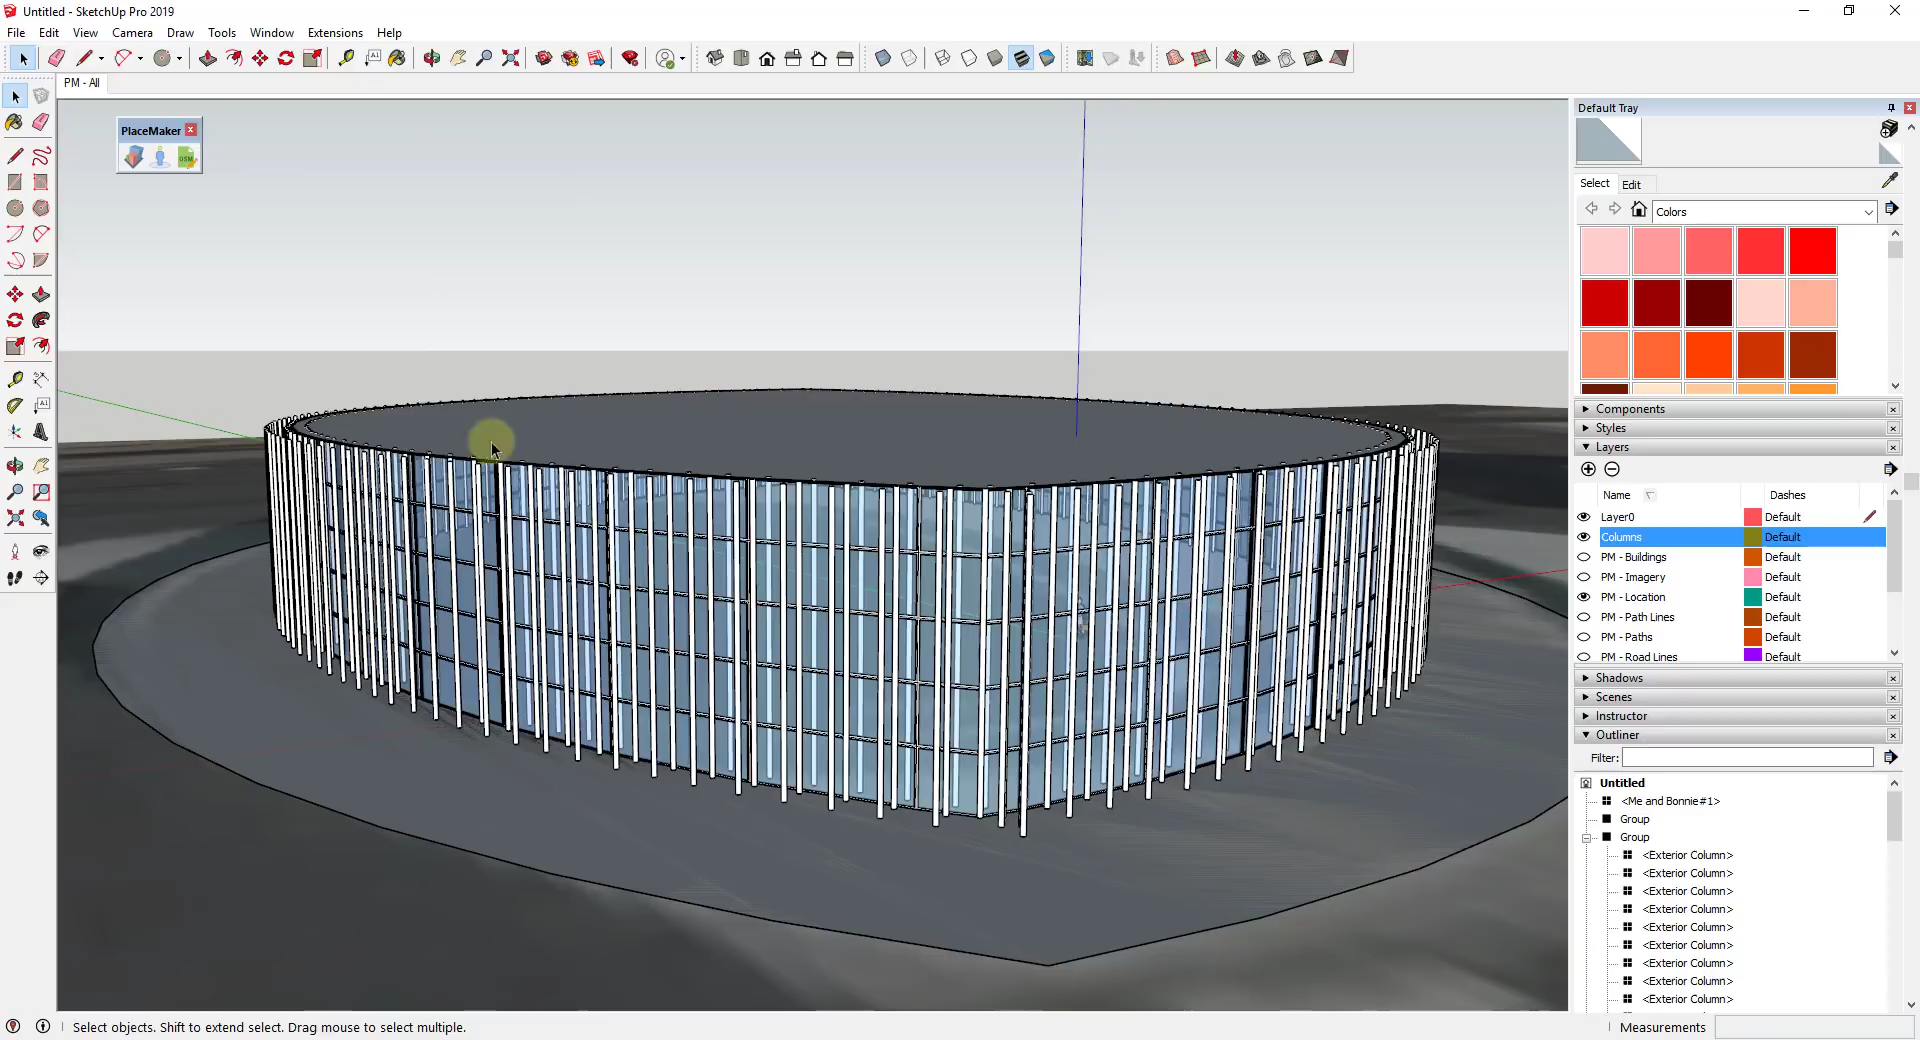 Untitled - SketchUp Pro 2019
File Edit View Camera Draw Tools Window Extensions Help
PM - All
PlaceMaker
OSM
Default Tray
Select Edit
Colors
Components
Styles
Layers
Name Dashes
Layer0 Default
Columns Default
PM - Buildings Default
PM - Imagery Default
PM - Location Default
PM - Path Lines Default
PM - Paths Default
PM - Road Lines Default
Shadows
Scenes
Instructor
Outliner
Filter:
Untitled
<Me and Bonnie#1>
Group
Group
<Exterior Column>
<Exterior Column>
<Exterior Column>
<Exterior Column>
<Exterior Column>
<Exterior Column>
<Exterior Column>
<Exterior Column>
<Exterior Column>
Select objects. Shift to extend select. Drag mouse to select multiple.
Measurements